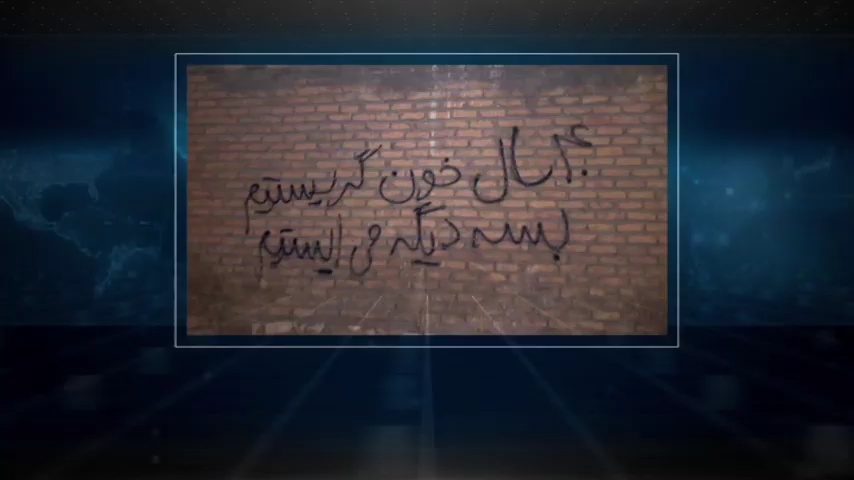 ۴۰ سال خون گریستیم
بسه دیگه می ایستیم